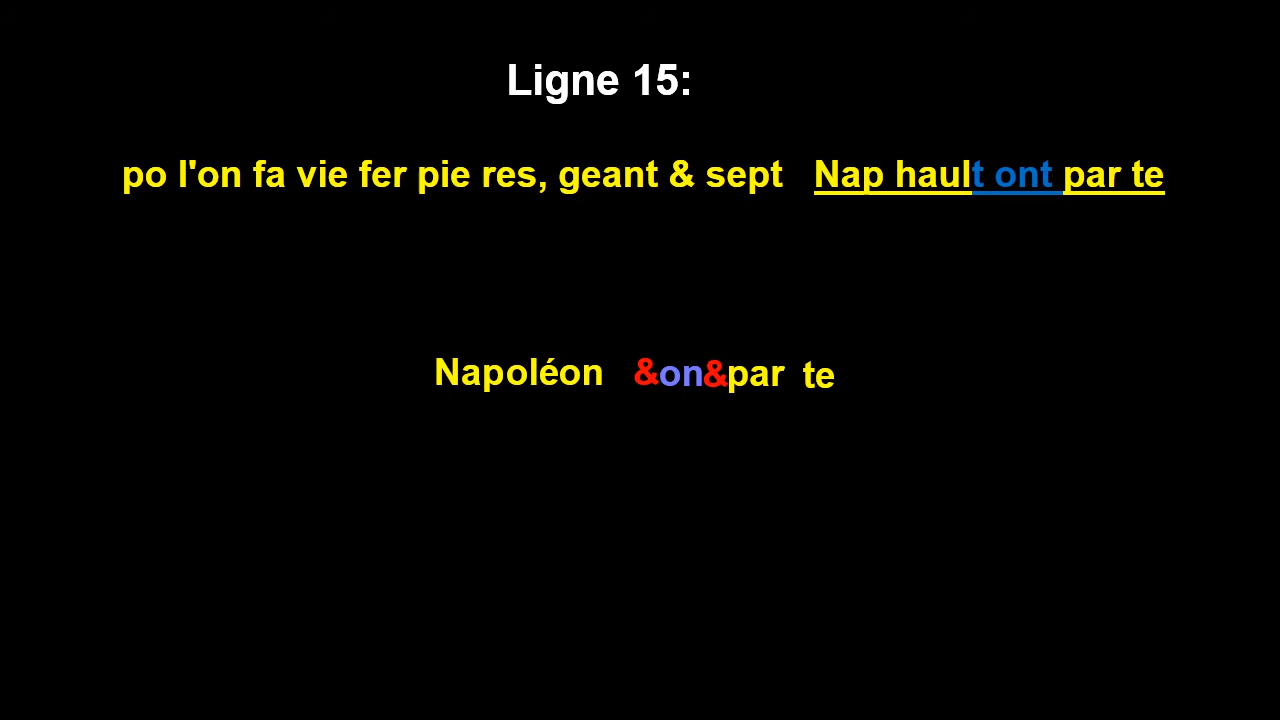 Ligne 15:
po l'on fa vie fer pie res, geant & sept Nap hault ont par te
Napoléon &on&par te